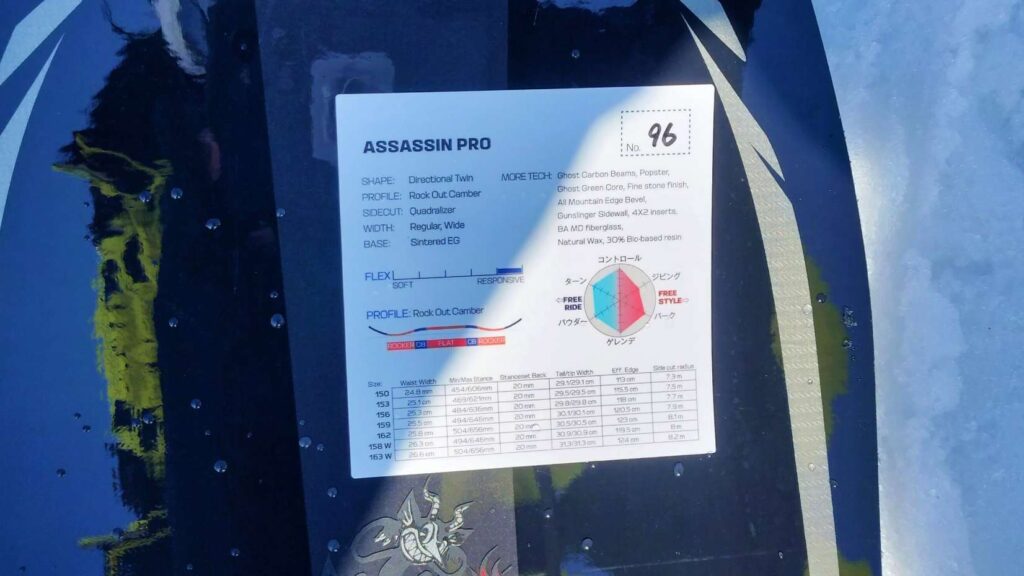 ASSASSIN PRO
No. 96
SHAPE: Directional Twin
PROFILE: Rock Out Camber
SIDECUT: Quadralizer
WIDTH: Regular, Wide
BASE: Sintered EG
MORE TECH: Ghost Carbon Beams, Popster,
Ghost Green Core, Fine stone finish,
All Mountain Edge Bevel,
Gunslinger Sidewall, 4X2 Inserts,
BA MD fiberglass,
Natural Wax, 30% Bio-based resin
FLEX
SOFT RESPONSIVE
コントロール
ターン ジビング
FREE RIDE
FREE STYLE
パウダー パーク
ゲレンデ
PROFILE: Rock Out Camber
ROCKER CB FLAT CB ROCKER
Size: Waist Width Min/Max Stance Stanceset Back Tail/tip Width Eff. Edge Side cut radius
150 24.8 mm 454/606mm 20 mm 29.1/29.1 cm 113 cm 7.3 m
153 25.1 cm 469/621mm 20 mm 29.5/29.5 cm 115.5 cm 7.5 m
156 25.3 cm 484/636mm 20 mm 29.8/29.8 cm 118 cm 7.7 m
159 25.5 cm 494/646mm 20 mm 30.1/30.1 cm 120.5 cm 7.9 m
162 25.8 cm 504/656mm 20 mm 30.5/30.5 cm 123 cm 8.1 m
158 W 26.3 cm 494/646mm 20 mm 30.9/30.9 cm 119.5 cm 8 m
163 W 26.6 cm 504/656mm 20 mm 31.3/31.3 cm 124 cm 8.2 m